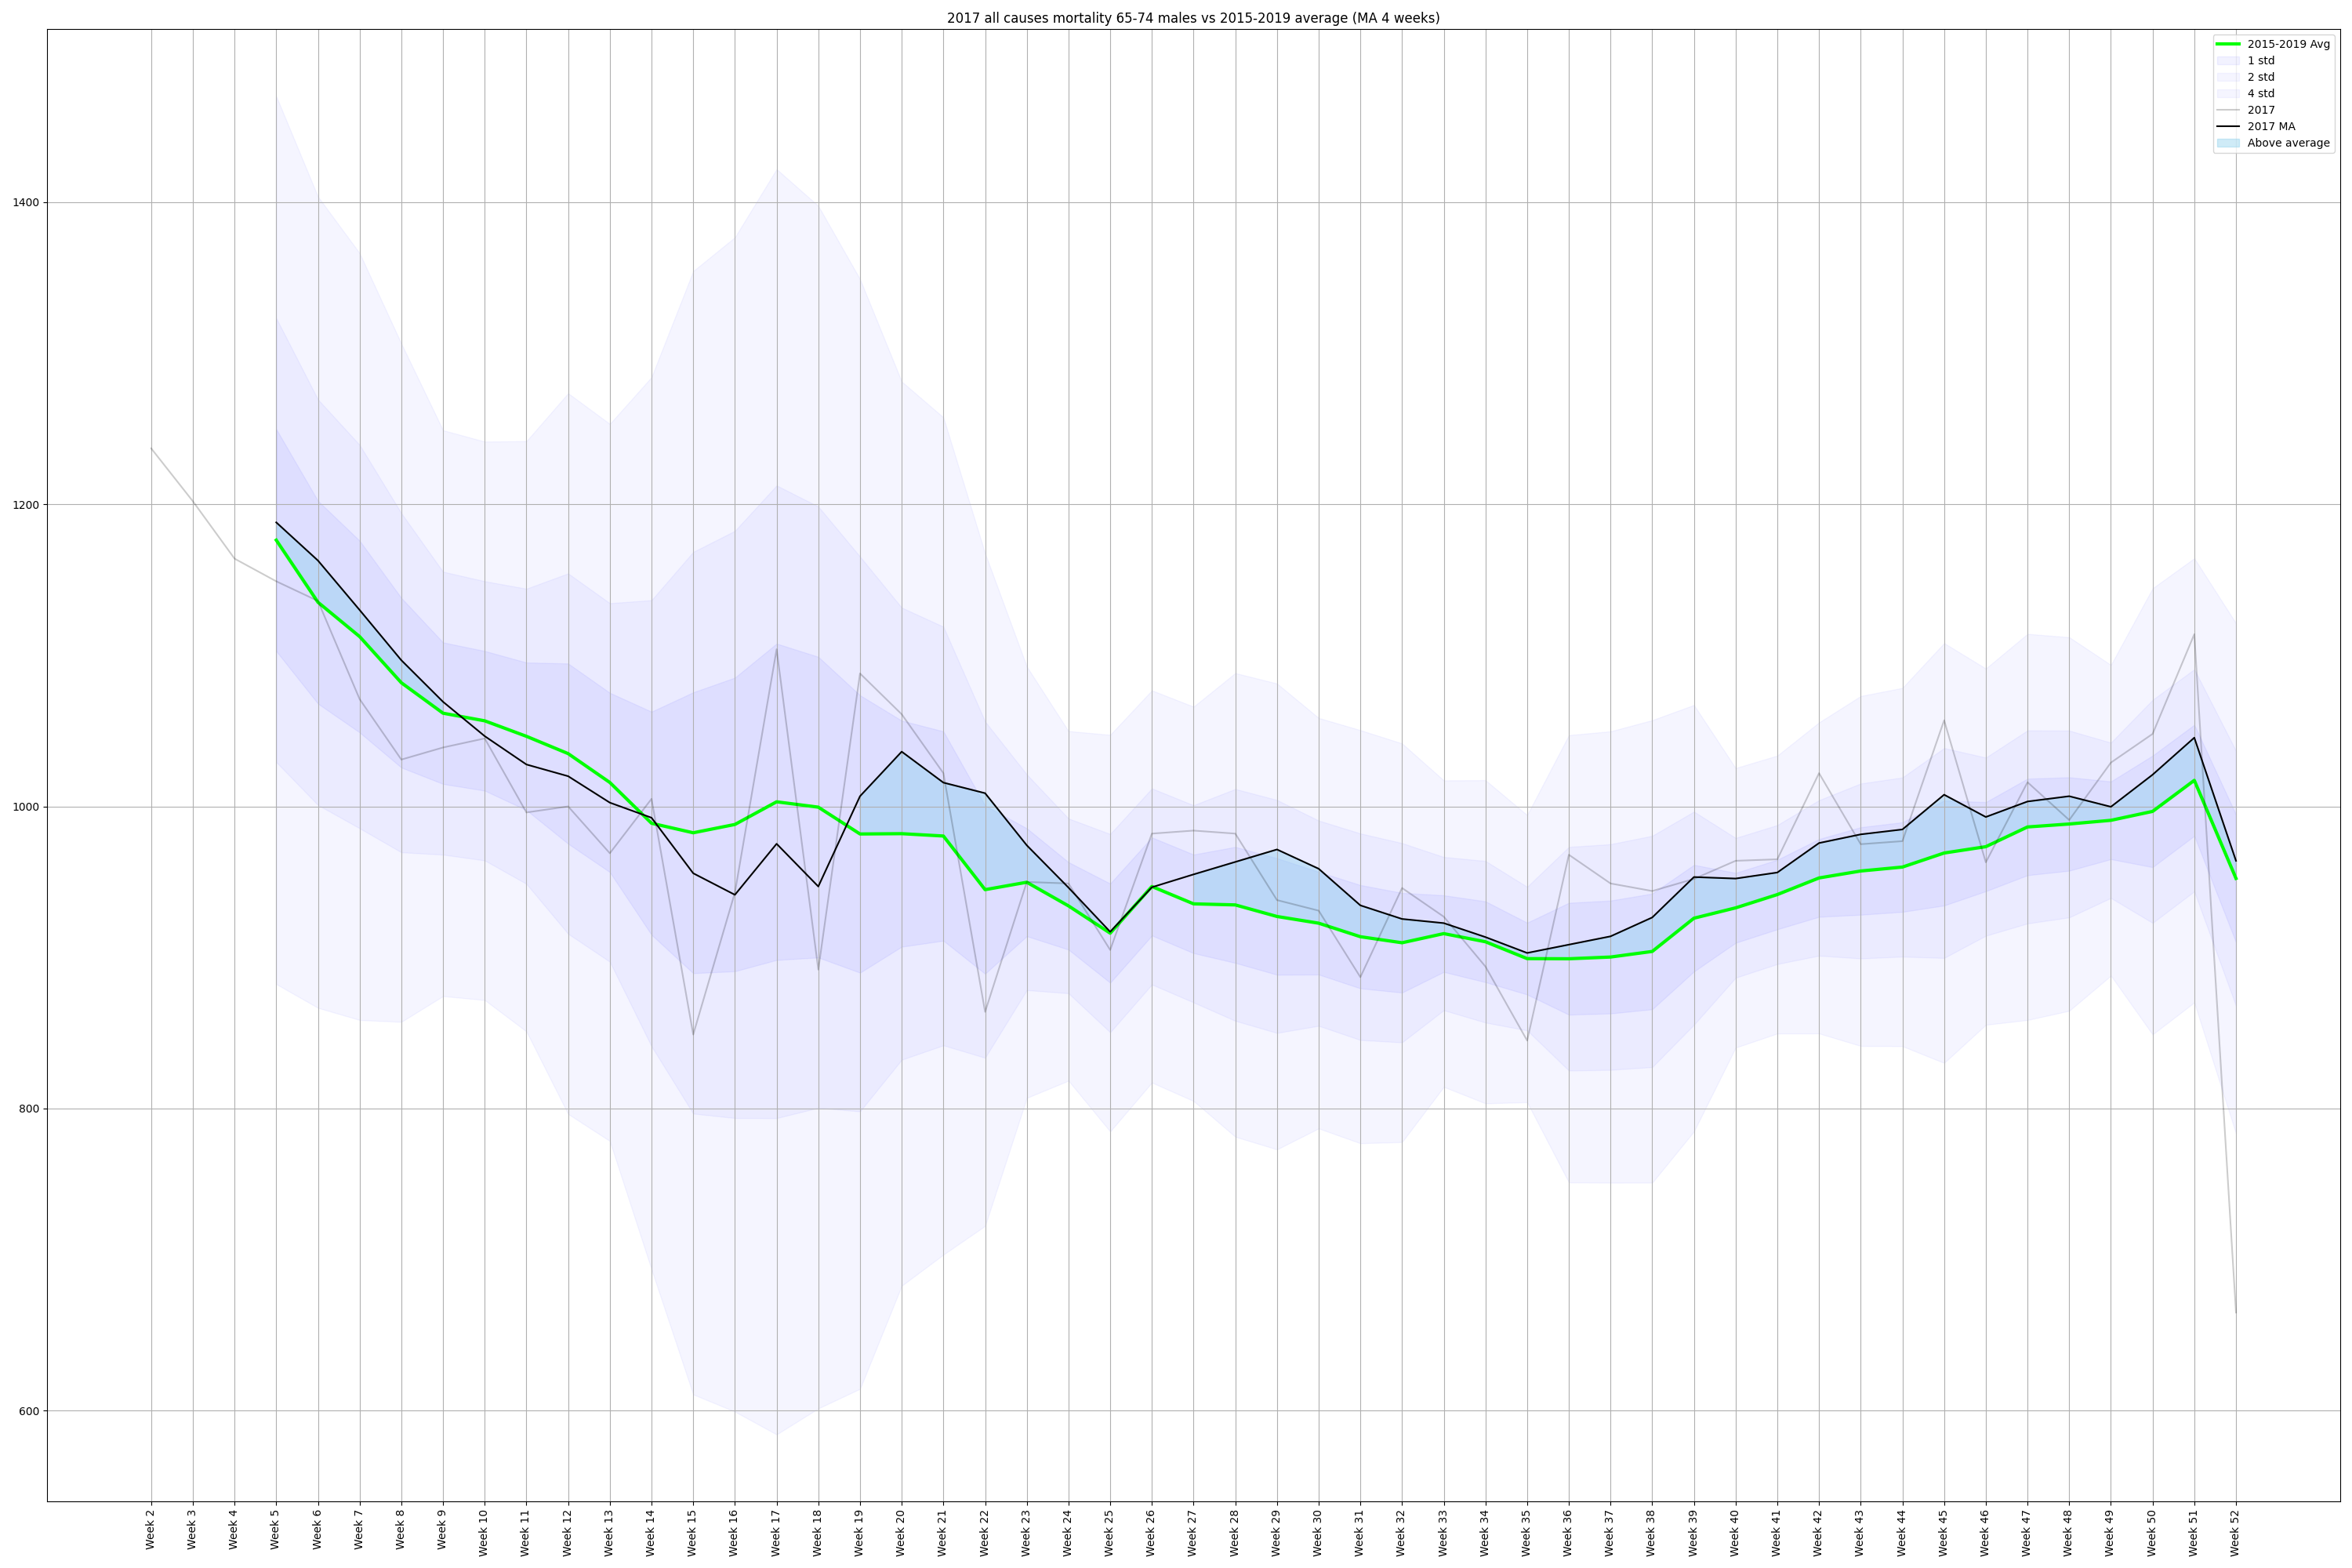 2017 all causes mortality 65-74 males vs 2015-2019 average (MA 4 weeks)
2015-2019 Avg
1 std
2 std
4 std
2017
2017 MA
Above average
1400
1200
1000
800
600
Week 2
Week 3
Week 4
Week 5
Week 6
Week 7
Week 8
Week 9
Week 10
Week 11
Week 12
Week 13
Week 14
Week 15
Week 16
Week 17
Week 18
Week 19
Week 20
Week 21
Week 22
Week 23
Week 24
Week 25
Week 26
Week 27
Week 28
Week 29
Week 30
Week 31
Week 32
Week 33
Week 34
Week 35
Week 36
Week 37
Week 38
Week 39
Week 40
Week 41
Week 42
Week 43
Week 44
Week 45
Week 46
Week 47
Week 48
Week 49
Week 50
Week 51
Week 52